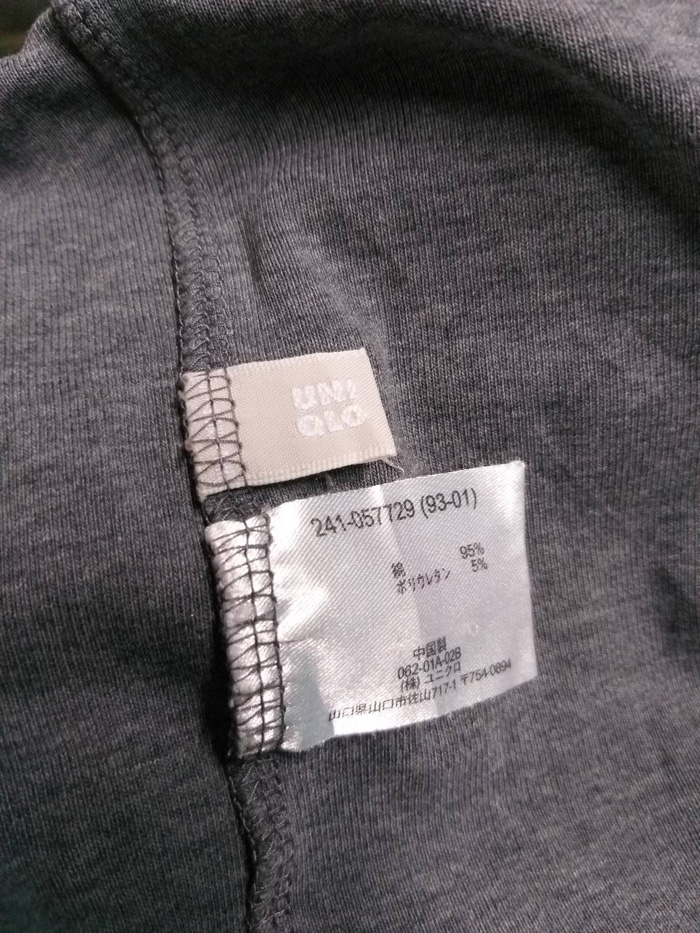 UNI
QLO
241-057729 (93-01)
綿 95%
ポリウレタン 5%
中国製
062-01A-02B
(株) ユニクロ
山口県山口市佐山717-1 〒754-0894